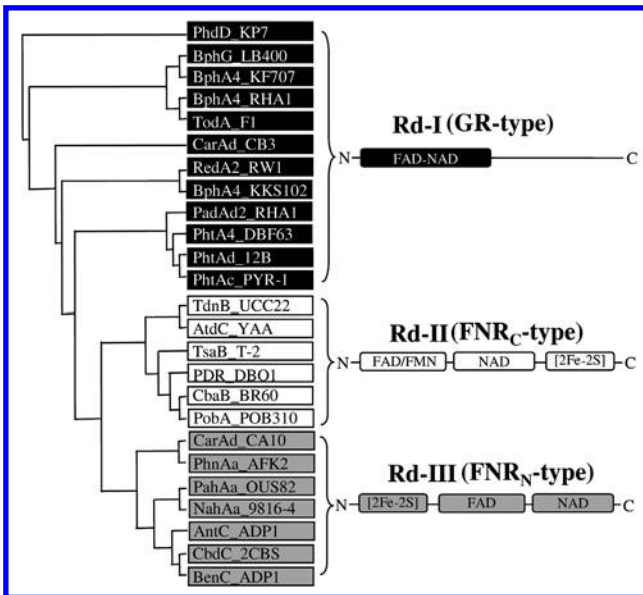 PhdD_KP7
BphG_LB400
BphA4_KF707
BphA4_RHA1
TodA_F1
CarAd_CB3
RedA2_RW1
BphA4_KKS102
PadAd2_RHA1
PhtA4_DBF63
PhtAd_12B
PhtAc_PYR-1
Rd-I (GR-type)
N FAD-NAD C
TdnB_UCC22
AtdC_YAA
TsaB_T-2
PDR_DBO1
CbaB_BR60
PobA_POB310
Rd-II (FNRC-type)
N FAD/FMN NAD [2Fe-2S] C
CarAd_CA10
PhnAa_AFK2
PahAa_OUS82
NahAa_9816-4
AntC_ADP1
CbdC_2CBS
BenC_ADP1
Rd-III (FNRN-type)
N [2Fe-2S] FAD NAD C